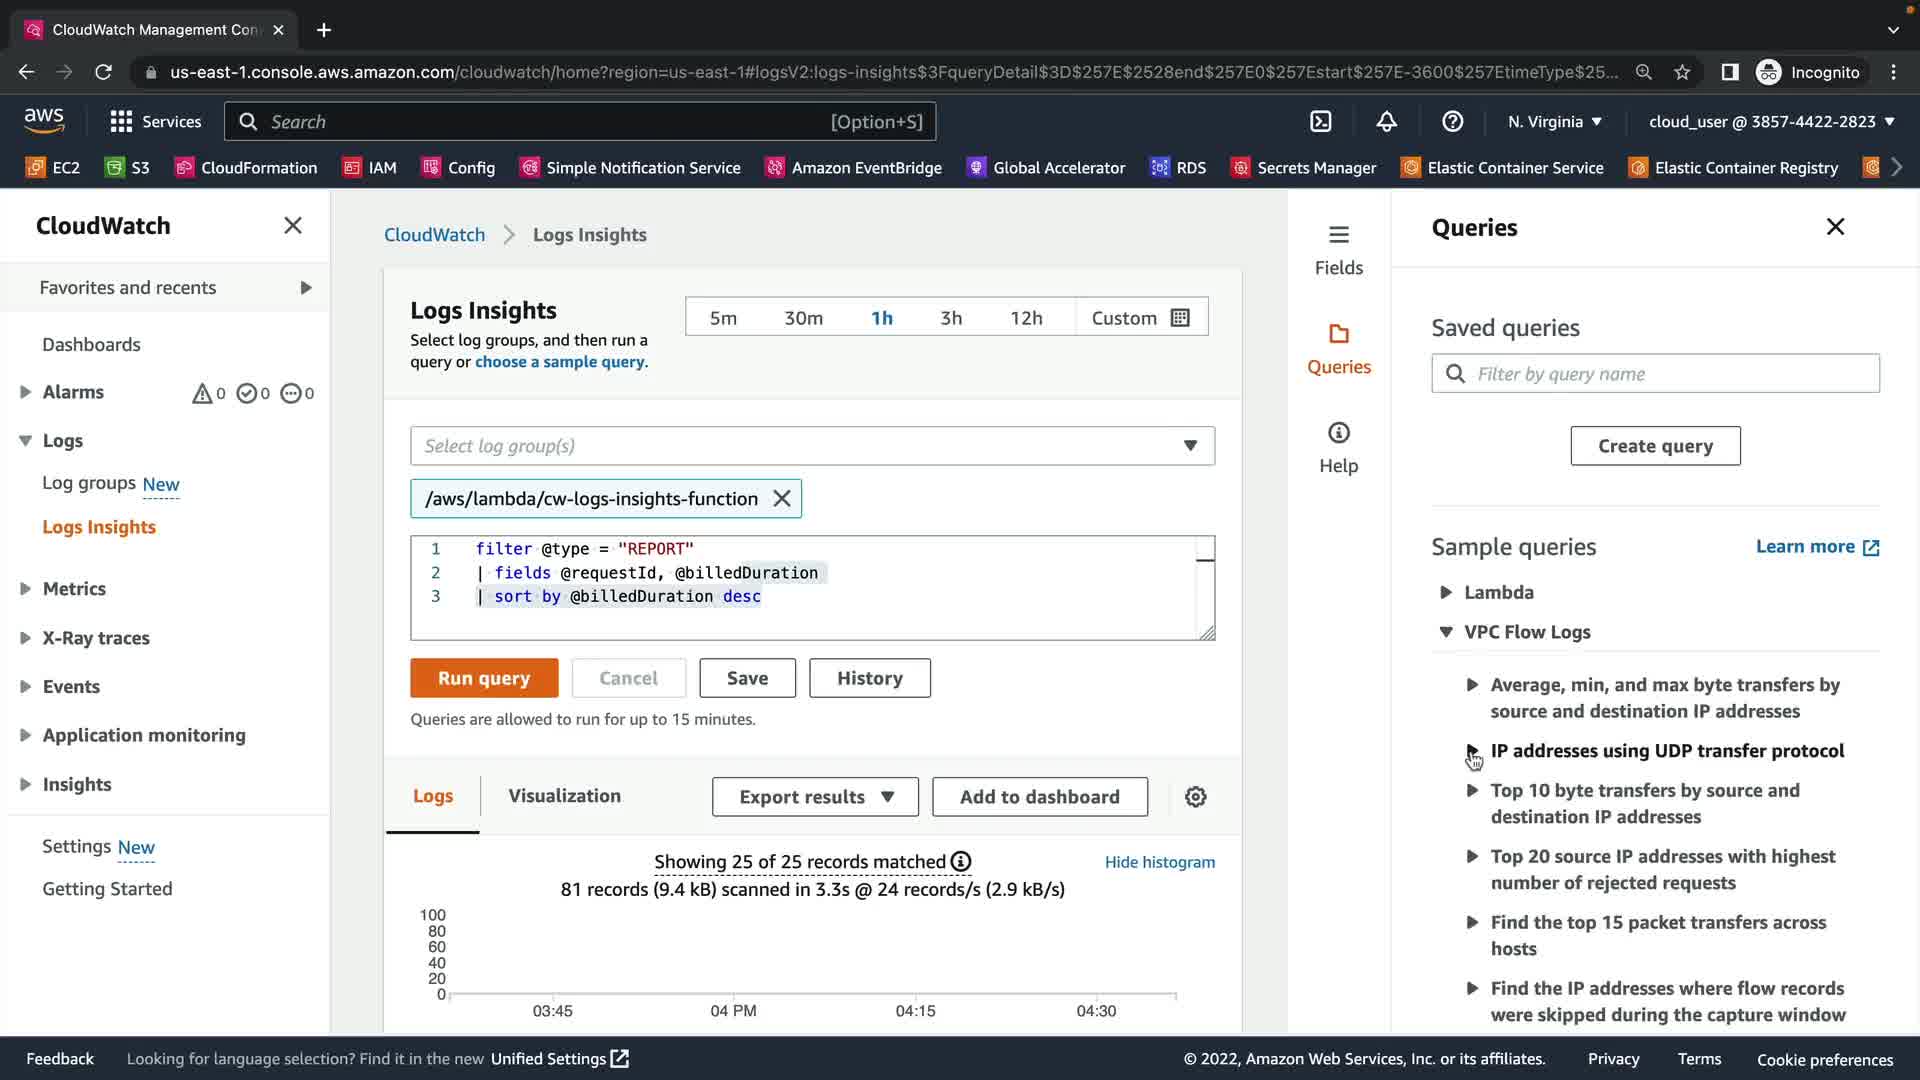 CloudWatch Management Con
us-east-1.console.aws.amazon.com/cloudwatch/home?region=us-east-1#logsV2:logs-insights$3FqueryDetail$3D$257E$2528end$257E0$257Estart$257E-3600$257EtimeType$25...
Incognito
aws
Services
Search
[Option+S]
N. Virginia
cloud_user @ 3857-4422-2823
EC2
S3
CloudFormation
IAM
Config
Simple Notification Service
Amazon EventBridge
Global Accelerator
RDS
Secrets Manager
Elastic Container Service
Elastic Container Registry
CloudWatch
Favorites and recents
Dashboards
Alarms
0
0
0
Logs
Log groups New
Logs Insights
Metrics
X-Ray traces
Events
Application monitoring
Insights
Settings New
Getting Started
CloudWatch
Logs Insights
Logs Insights
Select log groups, and then run a
query or choose a sample query.
5m
30m
1h
3h
12h
Custom
Select log group(s)
/aws/lambda/cw-logs-insights-function
1 filter @type = "REPORT"
2 | fields @requestId, @billedDuration
3 | sort by @billedDuration desc
Run query
Cancel
Save
History
Queries are allowed to run for up to 15 minutes.
Logs
Visualization
Export results
Add to dashboard
Showing 25 of 25 records matched
Hide histogram
81 records (9.4 kB) scanned in 3.3s @ 24 records/s (2.9 kB/s)
100
80
60
40
20
0
03:45
04 PM
04:15
04:30
Fields
Queries
Help
Queries
Saved queries
Filter by query name
Create query
Sample queries
Learn more
Lambda
VPC Flow Logs
Average, min, and max byte transfers by
source and destination IP addresses
IP addresses using UDP transfer protocol
Top 10 byte transfers by source and
destination IP addresses
Top 20 source IP addresses with highest
number of rejected requests
Find the top 15 packet transfers across
hosts
Find the IP addresses where flow records
were skipped during the capture window
Feedback
Looking for language selection? Find it in the new Unified Settings
© 2022, Amazon Web Services, Inc. or its affiliates.
Privacy
Terms
Cookie preferences